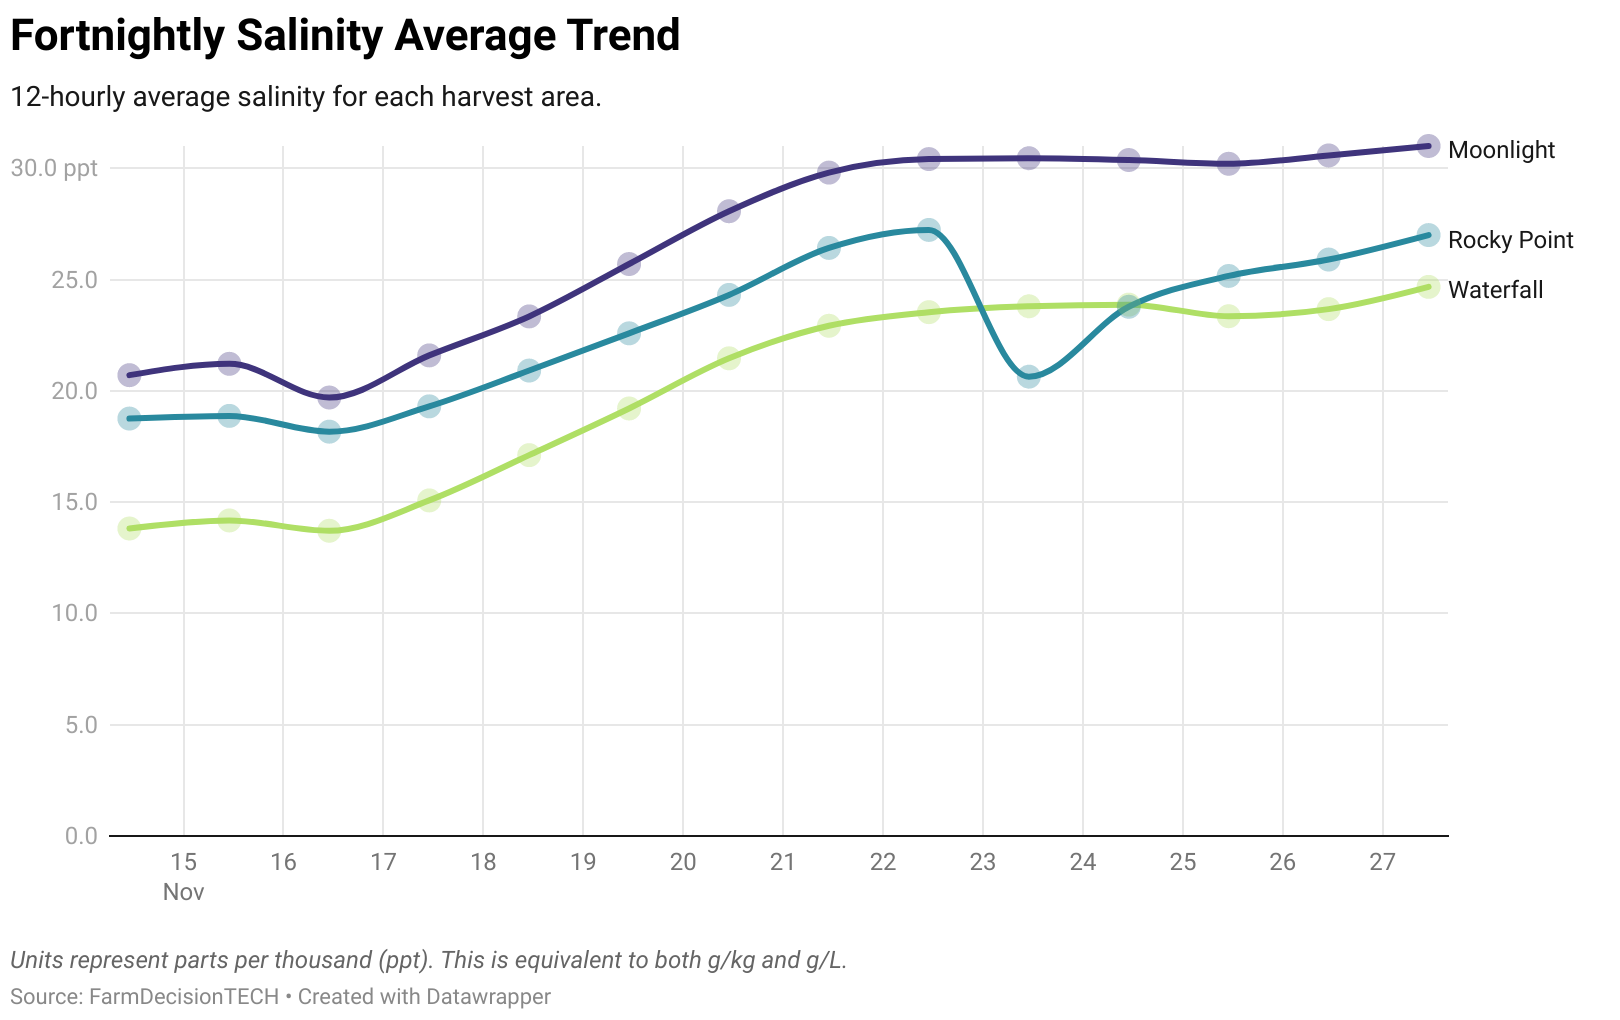 Fortnightly Salinity Average Trend
12-hourly average salinity for each harvest area.
30.0 ppt
25.0
20.0
15.0
10.0
5.0
0.0
Moonlight
Rocky Point
Waterfall
15 16 17 18 19 20 21 22 23 24 25 26 27
Nov
Units represent parts per thousand (ppt). This is equivalent to both g/kg and g/L.
Source: FarmDecisionTECH • Created with Datawrapper